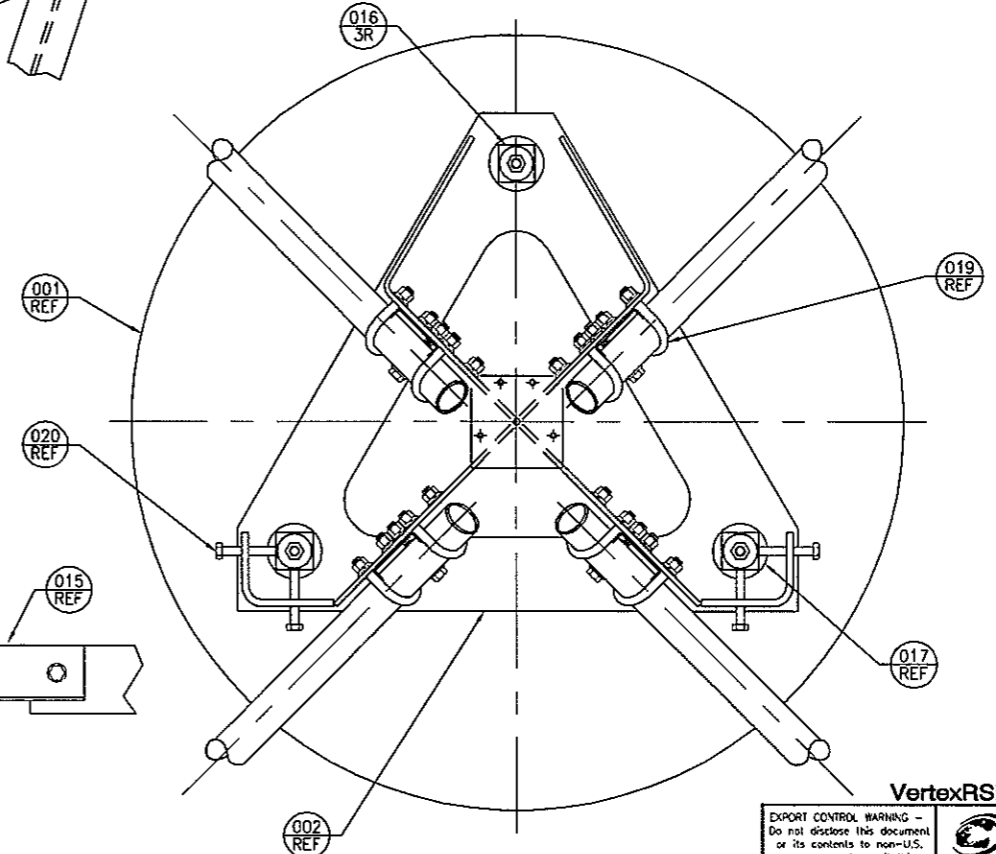 016
3R
019
REF
001
REF
020
REF
015
REF
017
REF
002
REF
VertexRS
EXPORT CONTROL WARNING –
Do not disclose this document
or its contents to non-U.S.